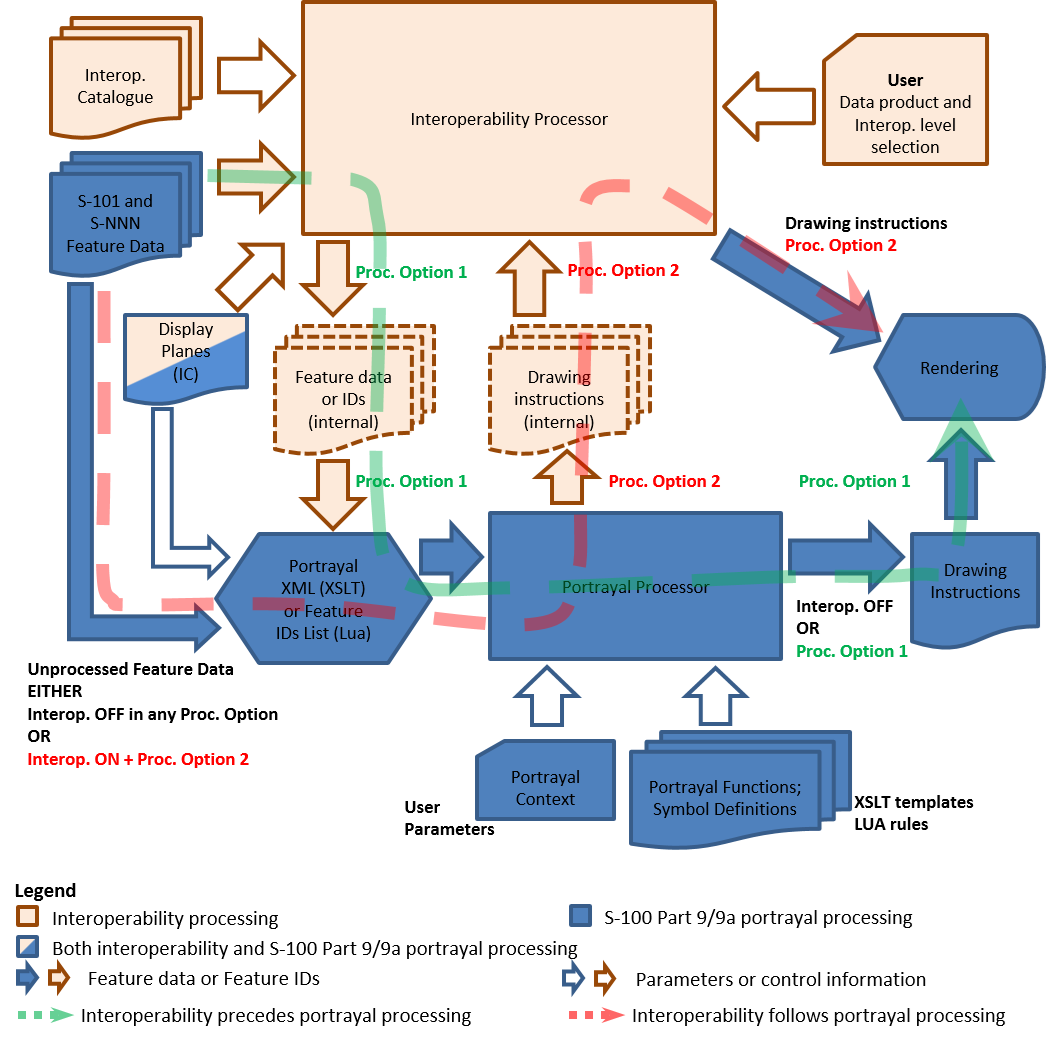 Interop.
Catalogue
Interoperability Processor
User
Data product and
Interop. level
selection
S-101 and
S-NNN
Feature Data
Drawing instructions
Proc. Option 2
Proc. Option 1
Proc. Option 2
Display
Planes
(IC)
Feature data
or IDs
(internal)
Drawing
instructions
(internal)
Rendering
Proc. Option 1
Proc. Option 2
Proc. Option 1
Portrayal
XML (XSLT)
or Feature
IDs List (Lua)
Portrayal Processor
Drawing
Instructions
Interop. OFF
OR
Proc. Option 1
Unprocessed Feature Data
EITHER
Interop. OFF in any Proc. Option
OR
Interop. ON + Proc. Option 2
User
Parameters
Portrayal
Context
Portrayal Functions;
Symbol Definitions
XSLT templates
LUA rules
Legend
Interoperability processing
S-100 Part 9/9a portrayal processing
Both interoperability and S-100 Part 9/9a portrayal processing
Feature data or Feature IDs
Parameters or control information
Interoperability precedes portrayal processing
Interoperability follows portrayal processing